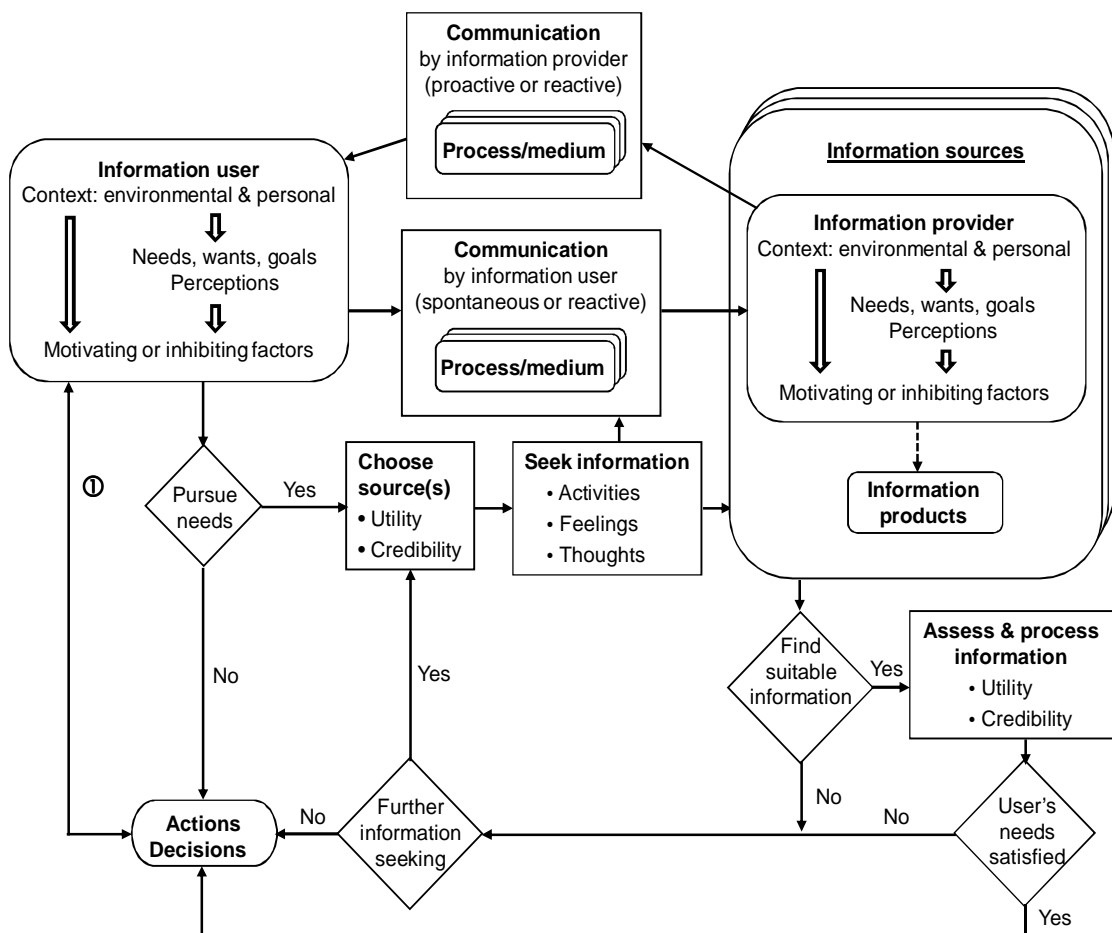 Communication
by information provider
(proactive or reactive)
Process/medium
Information user
Context: environmental & personal
Needs, wants, goals
Perceptions
Motivating or inhibiting factors
Communication
by information user
(spontaneous or reactive)
Process/medium
Information sources
Information provider
Context: environmental & personal
Needs, wants, goals
Perceptions
Motivating or inhibiting factors
Information
products
①
Pursue
needs
Yes
Choose
source(s)
• Utility
• Credibility
Seek information
• Activities
• Feelings
• Thoughts
No
Yes
Find
suitable
information
Yes
Assess & process
information
• Utility
• Credibility
No
User's
needs
satisfied
No
Yes
Further
information
seeking
No
Actions
Decisions